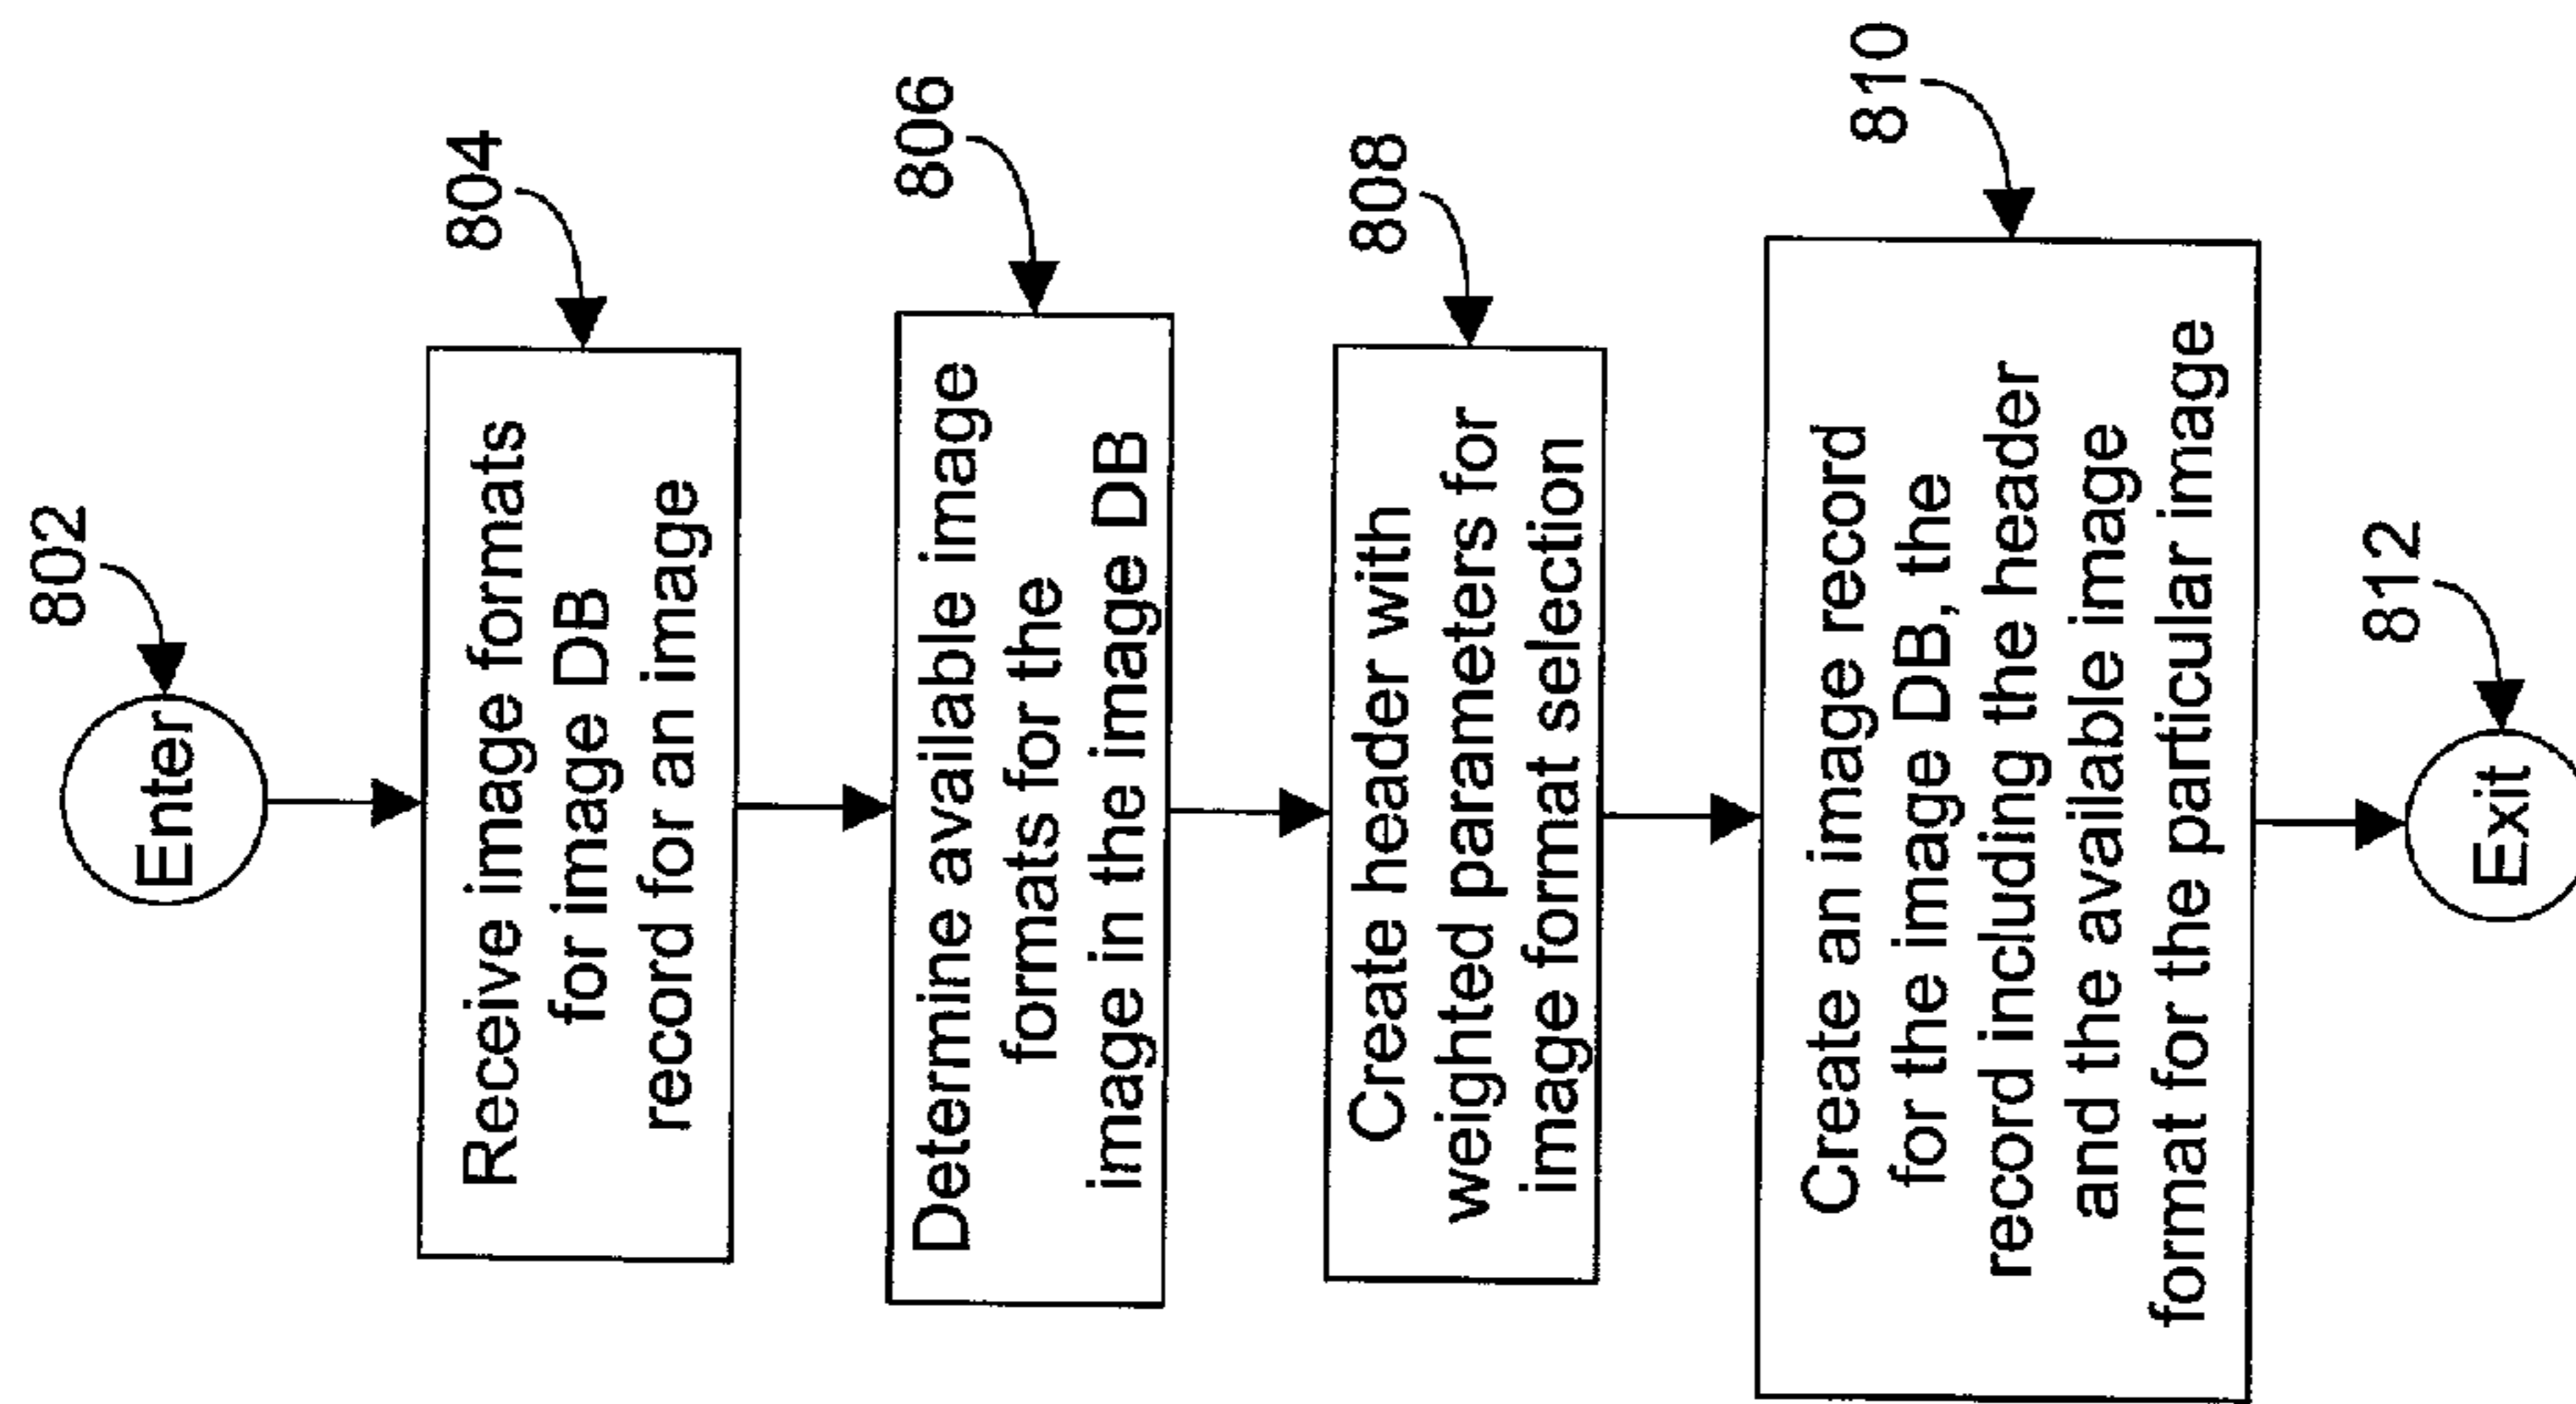 802
Enter
804
Receive image formats
for image DB
record for an image
806
Determine available image
formats for the
image in the image DB
808
Create header with
weighted parameters for
image format selection
810
Create an image record
for the image DB, the
record including the header
and the available image
format for the particular image
812
Exit